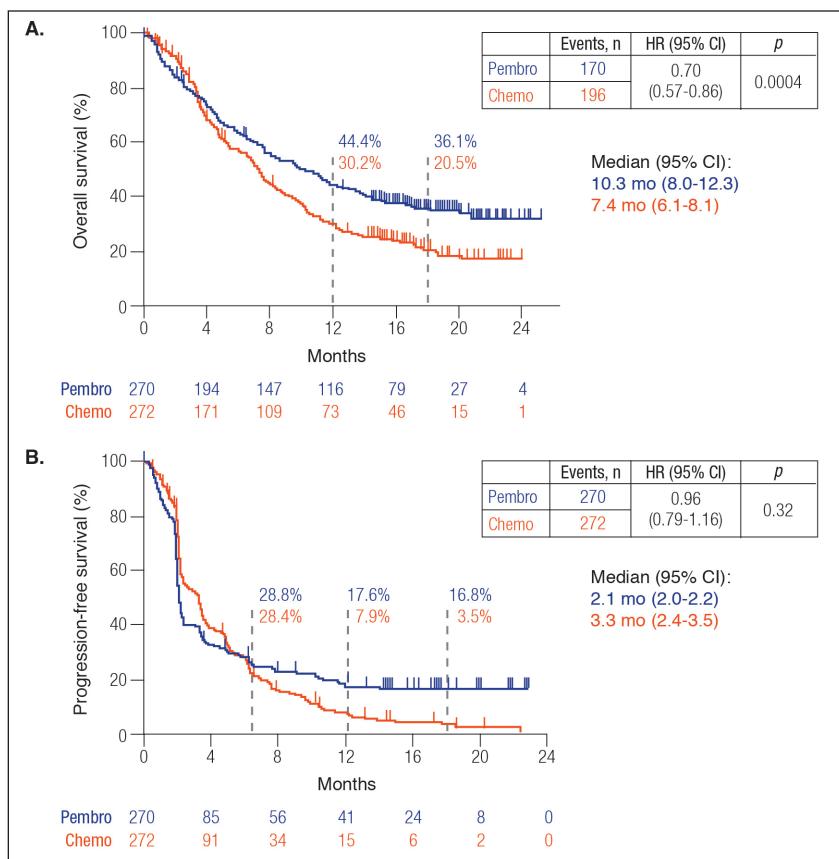 A.
Overall survival (%)
100
80
60
40
20
0
0 4 8 12 16 20 24
Months
44.4% 36.1%
30.2% 20.5%
Events, n HR (95% CI) p
Pembro 170 0.70 (0.57-0.86) 0.0004
Chemo 196
Median (95% CI):
10.3 mo (8.0-12.3)
7.4 mo (6.1-8.1)
Pembro 270 194 147 116 79 27 4
Chemo 272 171 109 73 46 15 1
B.
Progression-free survival (%)
100
80
60
40
20
0
0 4 8 12 16 20 24
Months
28.8% 17.6% 16.8%
28.4% 7.9% 3.5%
Events, n HR (95% CI) p
Pembro 270 0.96 (0.79-1.16) 0.32
Chemo 272
Median (95% CI):
2.1 mo (2.0-2.2)
3.3 mo (2.4-3.5)
Pembro 270 85 56 41 24 8 0
Chemo 272 91 34 15 6 2 0